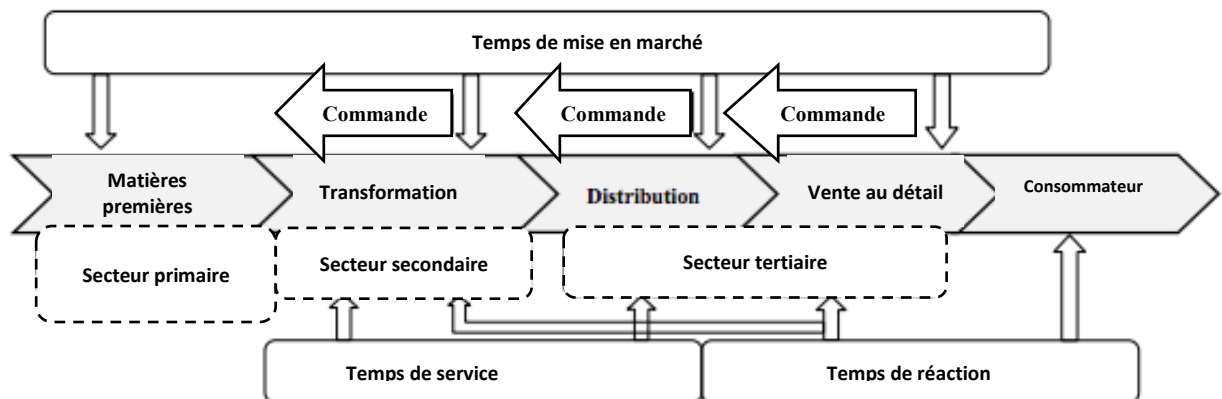 Temps de mise en marché
Commande
Commande
Commande
Matières
premières
Transformation
Distribution
Vente au détail
Consommateur
Secteur primaire
Secteur secondaire
Secteur tertiaire
Temps de service
Temps de réaction